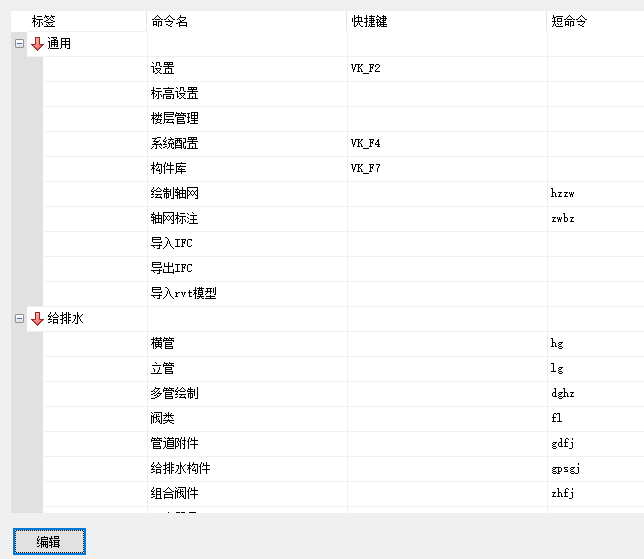 标签 命令名 快捷键 短命令
通用
设置 VK_F2
标高设置
楼层管理
系统配置 VK_F4
构件库 VK_F7
绘制轴网 hzzw
轴网标注 zwbz
导入IFC
导出IFC
导入rvt模型
给排水
横管 hg
立管 lg
多管绘制 dghz
阀类 fl
管道附件 gdfj
给排水构件 gpsgj
组合阀件 zhfj
编辑